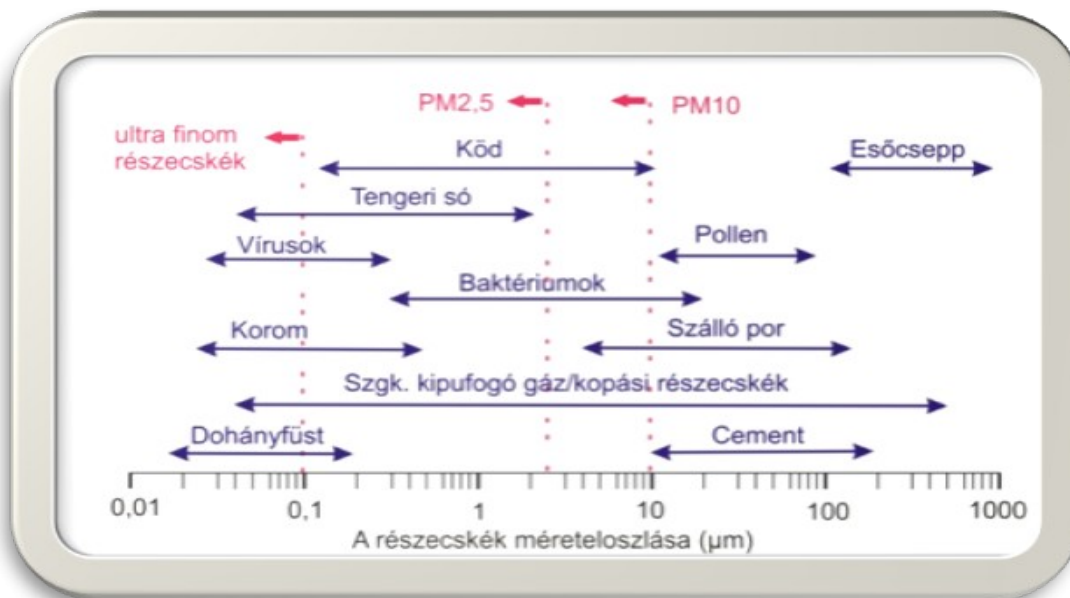 PM2,5
PM10
ultra finom
részecskék
Köd
Esőcsepp
Tengeri só
Vírusok
Pollen
Baktériumok
Korom
Szálló por
Szgk. kipufogó gáz/kopási részecskék
Dohányfüst
Cement
0,01 0,1 1 10 100 1000
A részecskék méreteloszlása (μm)